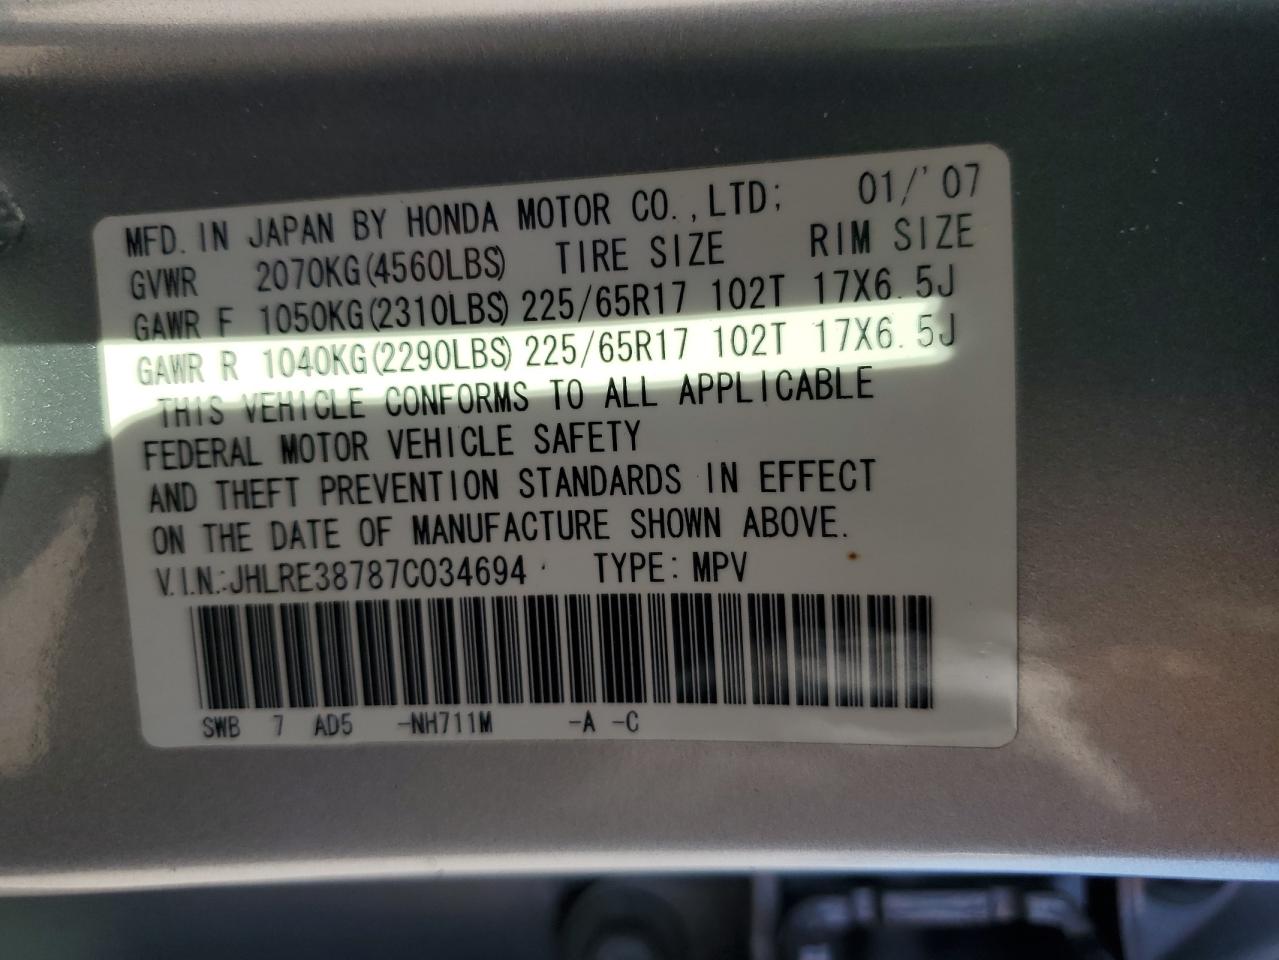 MFD. IN JAPAN BY HONDA MOTOR CO.,LTD; 01/'07
GVWR 2070KG(4560LBS) TIRE SIZE RIM SIZE
GAWR F 1050KG(2310LBS) 225/65R17 102T 17X6.5J
GAWR R 1040KG(2290LBS) 225/65R17 102T 17X6.5J
THIS VEHICLE CONFORMS TO ALL APPLICABLE
FEDERAL MOTOR VEHICLE SAFETY
AND THEFT PREVENTION STANDARDS IN EFFECT
ON THE DATE OF MANUFACTURE SHOWN ABOVE.
V.I.N.:JHLRE38787C034694 TYPE: MPV
SWB 7 AD5 -NH711M -A -C